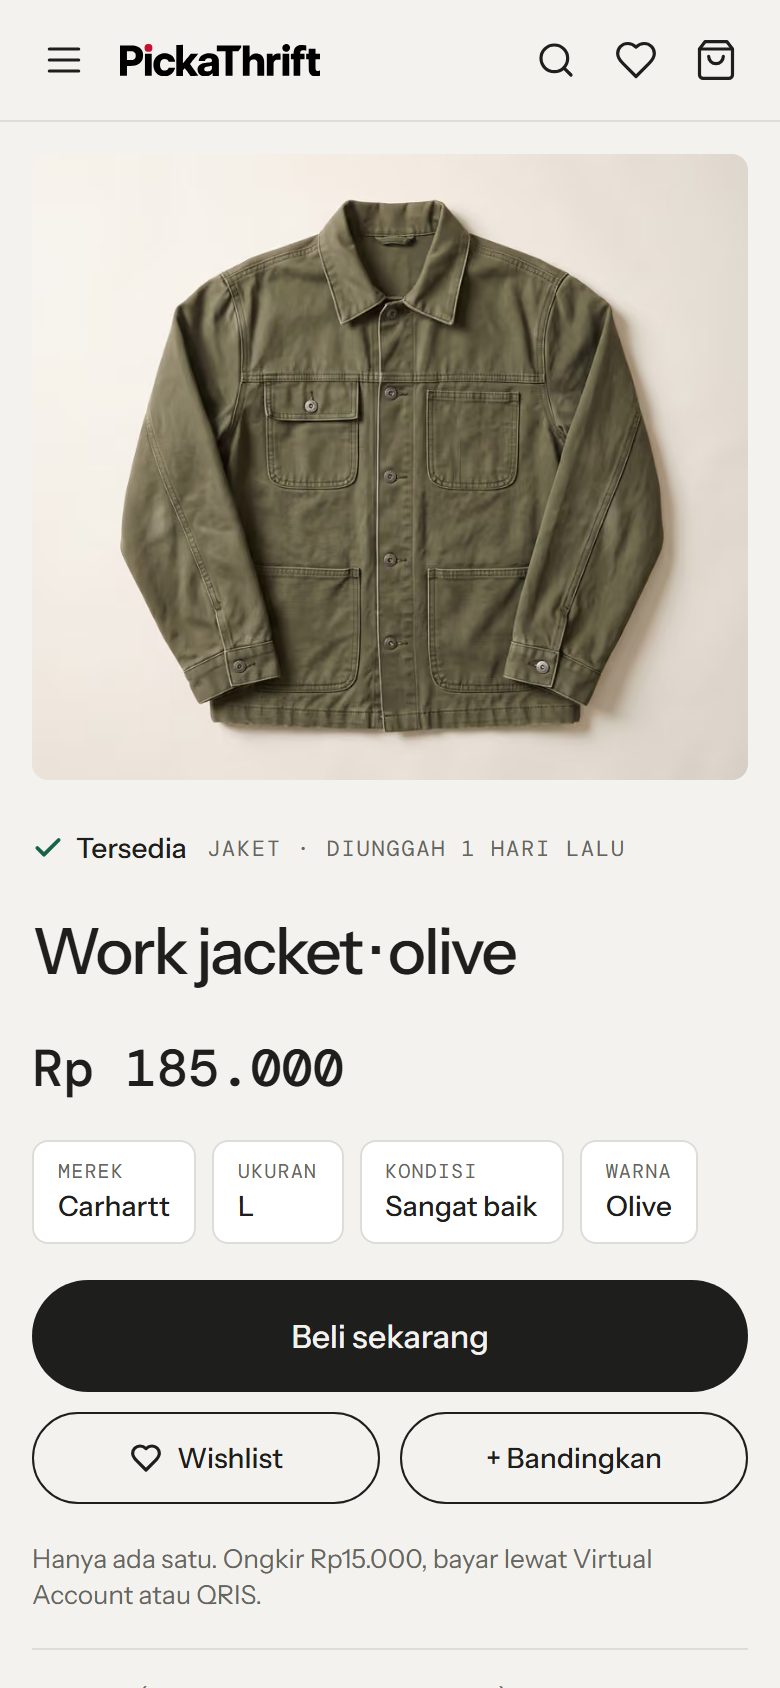 PickaThrift
Tersedia JAKET · DIUNGGAH 1 HARI LALU
Work jacket · olive
Rp 185.000
MEREK UKURAN KONDISI WARNA
Carhartt L Sangat baik Olive
Beli sekarang
Wishlist + Bandingkan
Hanya ada satu. Ongkir Rp15.000, bayar lewat Virtual
Account atau QRIS.